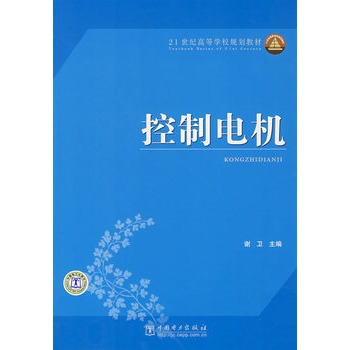 21世纪高等学校规划教材
Textbook Series of 21st Century
控制电机
KONGZHIDIANJI
谢 卫 主编
中国电力出版社